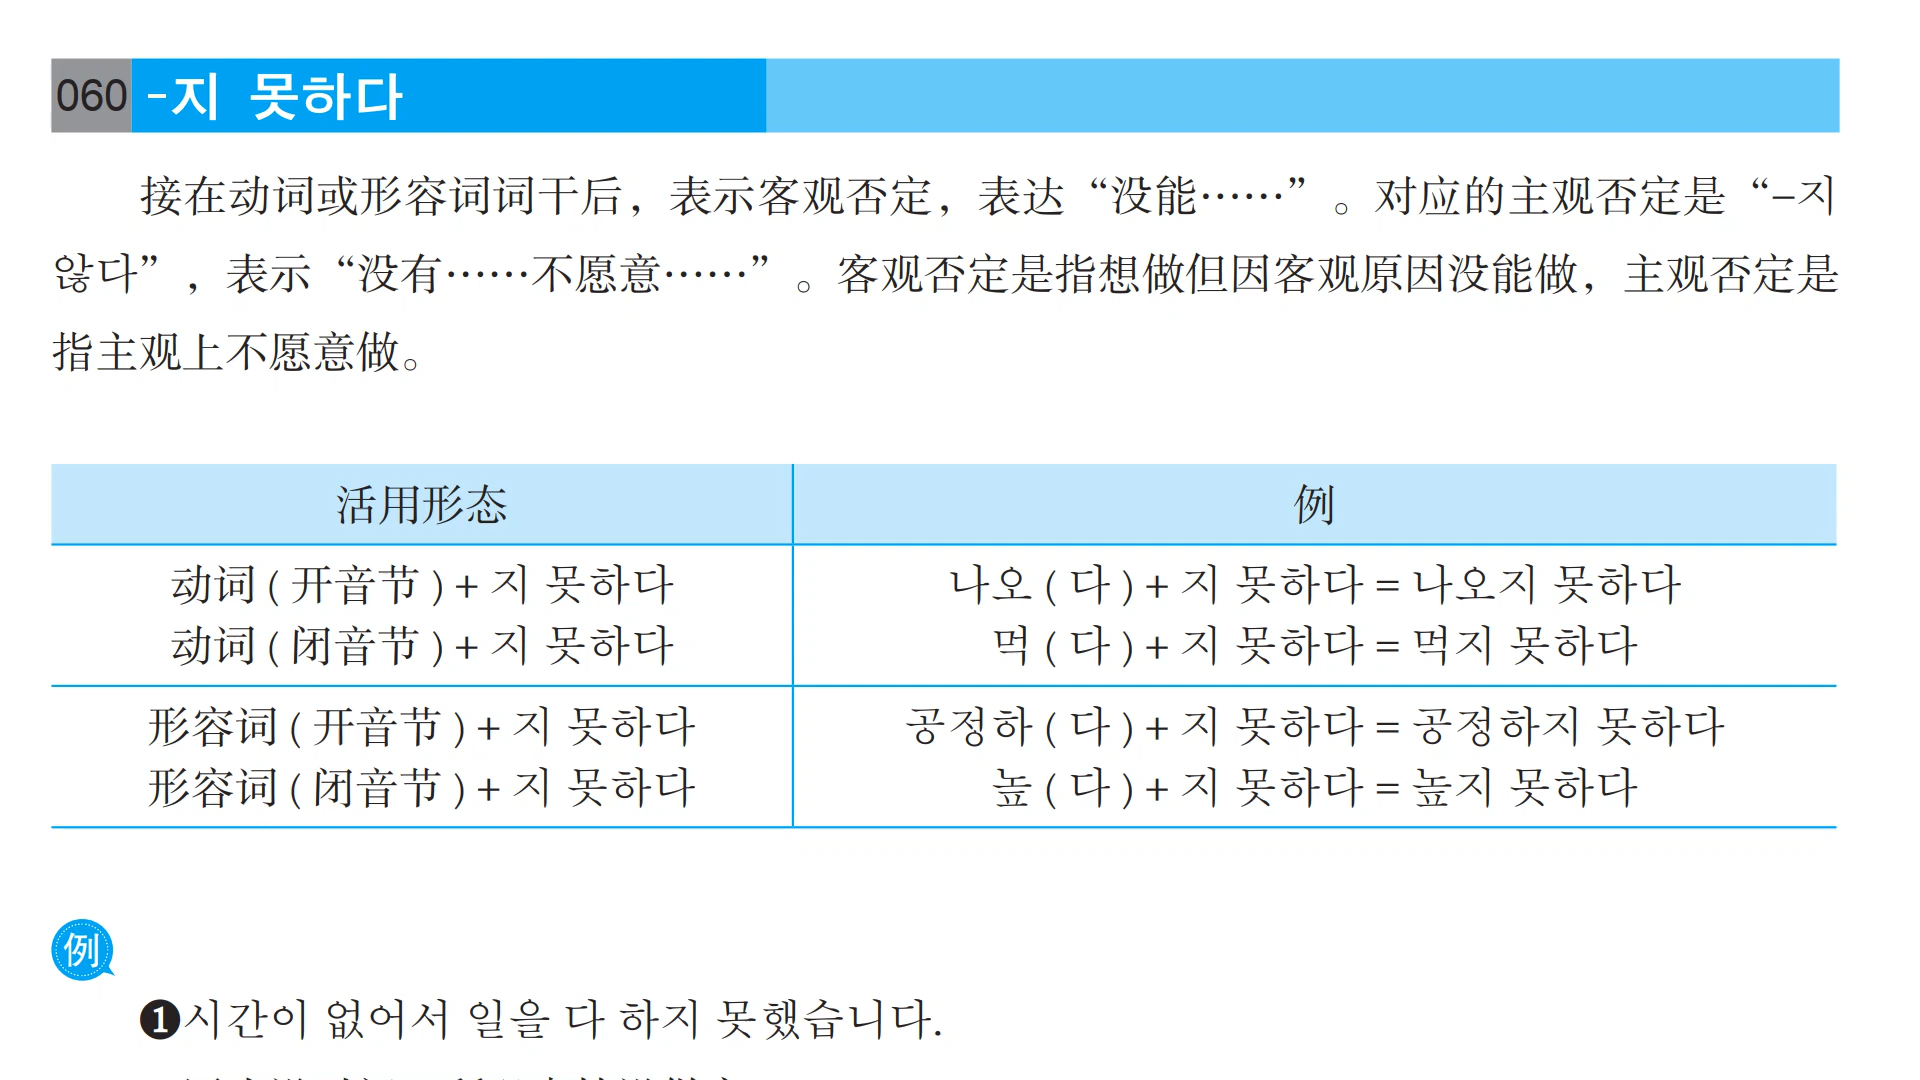 060 -지 못하다
接在动词或形容词词干后，表示客观否定，表达“没能……”。对应的主观否定是“–지
않다”，表示“没有……不愿意……”。客观否定是指想做但因客观原因没能做，主观否定是
指主观上不愿意做。
活用形态 例
动词(开音节)+지 못하다 나오(다)+지 못하다=나오지 못하다
动词(闭音节)+지 못하다 먹(다)+지 못하다=먹지 못하다
形容词(开音节)+지 못하다 공정하(다)+지 못하다=공정하지 못하다
形容词(闭音节)+지 못하다 높(다)+지 못하다=높지 못하다
例
❶시간이 없어서 일을 다 하지 못했습니다.